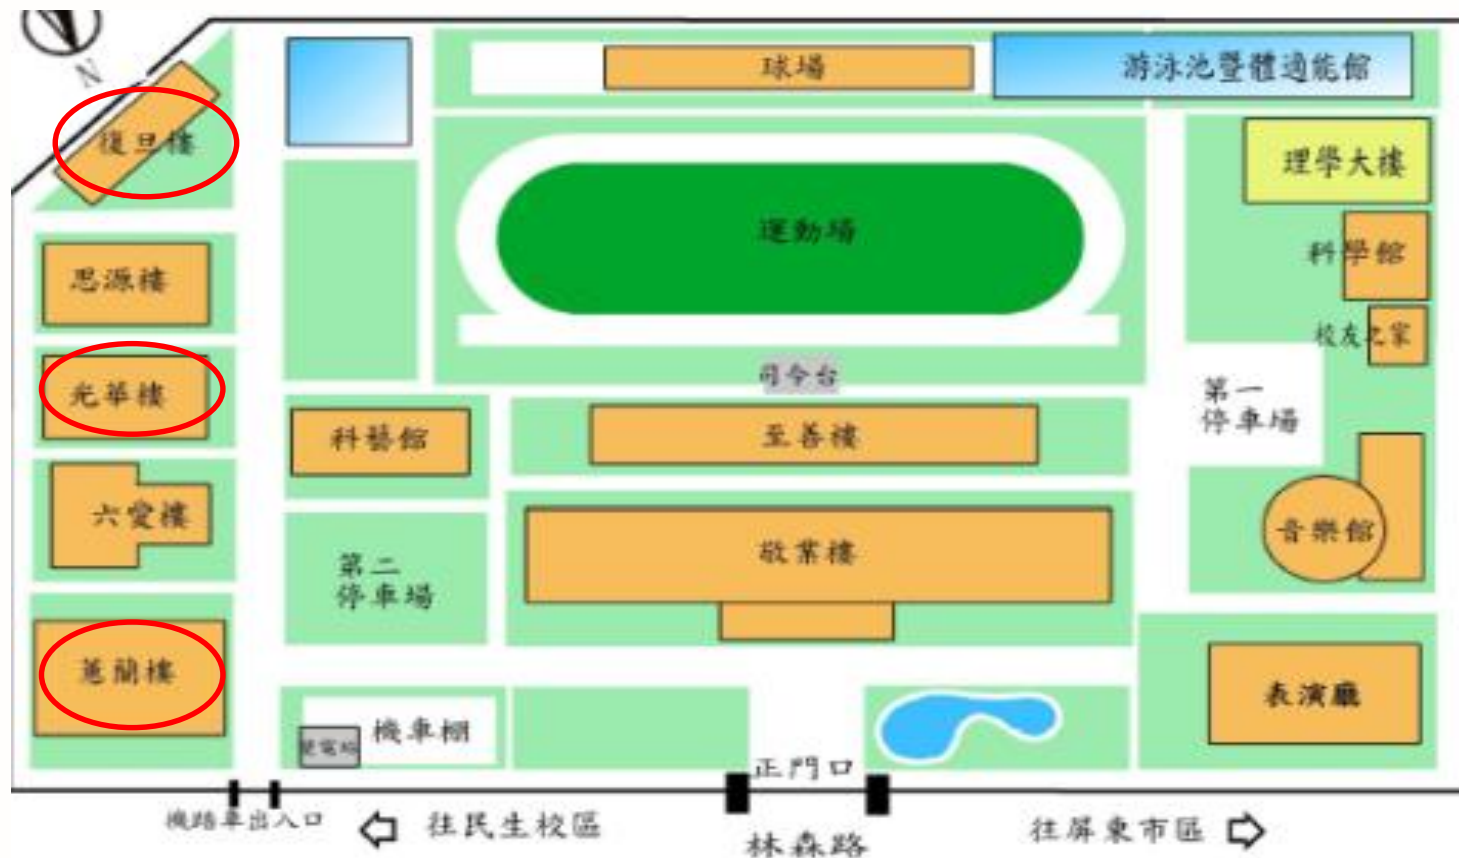 N
球場
游泳池暨體適能館
復旦樓
理學大樓
運動場
科學館
思源樓
校友之家
司令台
光華樓
第一
停車場
科藝館
至善樓
六愛樓
音樂館
敬業樓
第二
停車場
蕙蘭樓
表演廳
機車棚
變電站
正門口
機踏車出入口
往民生校區
林森路
往屏東市區